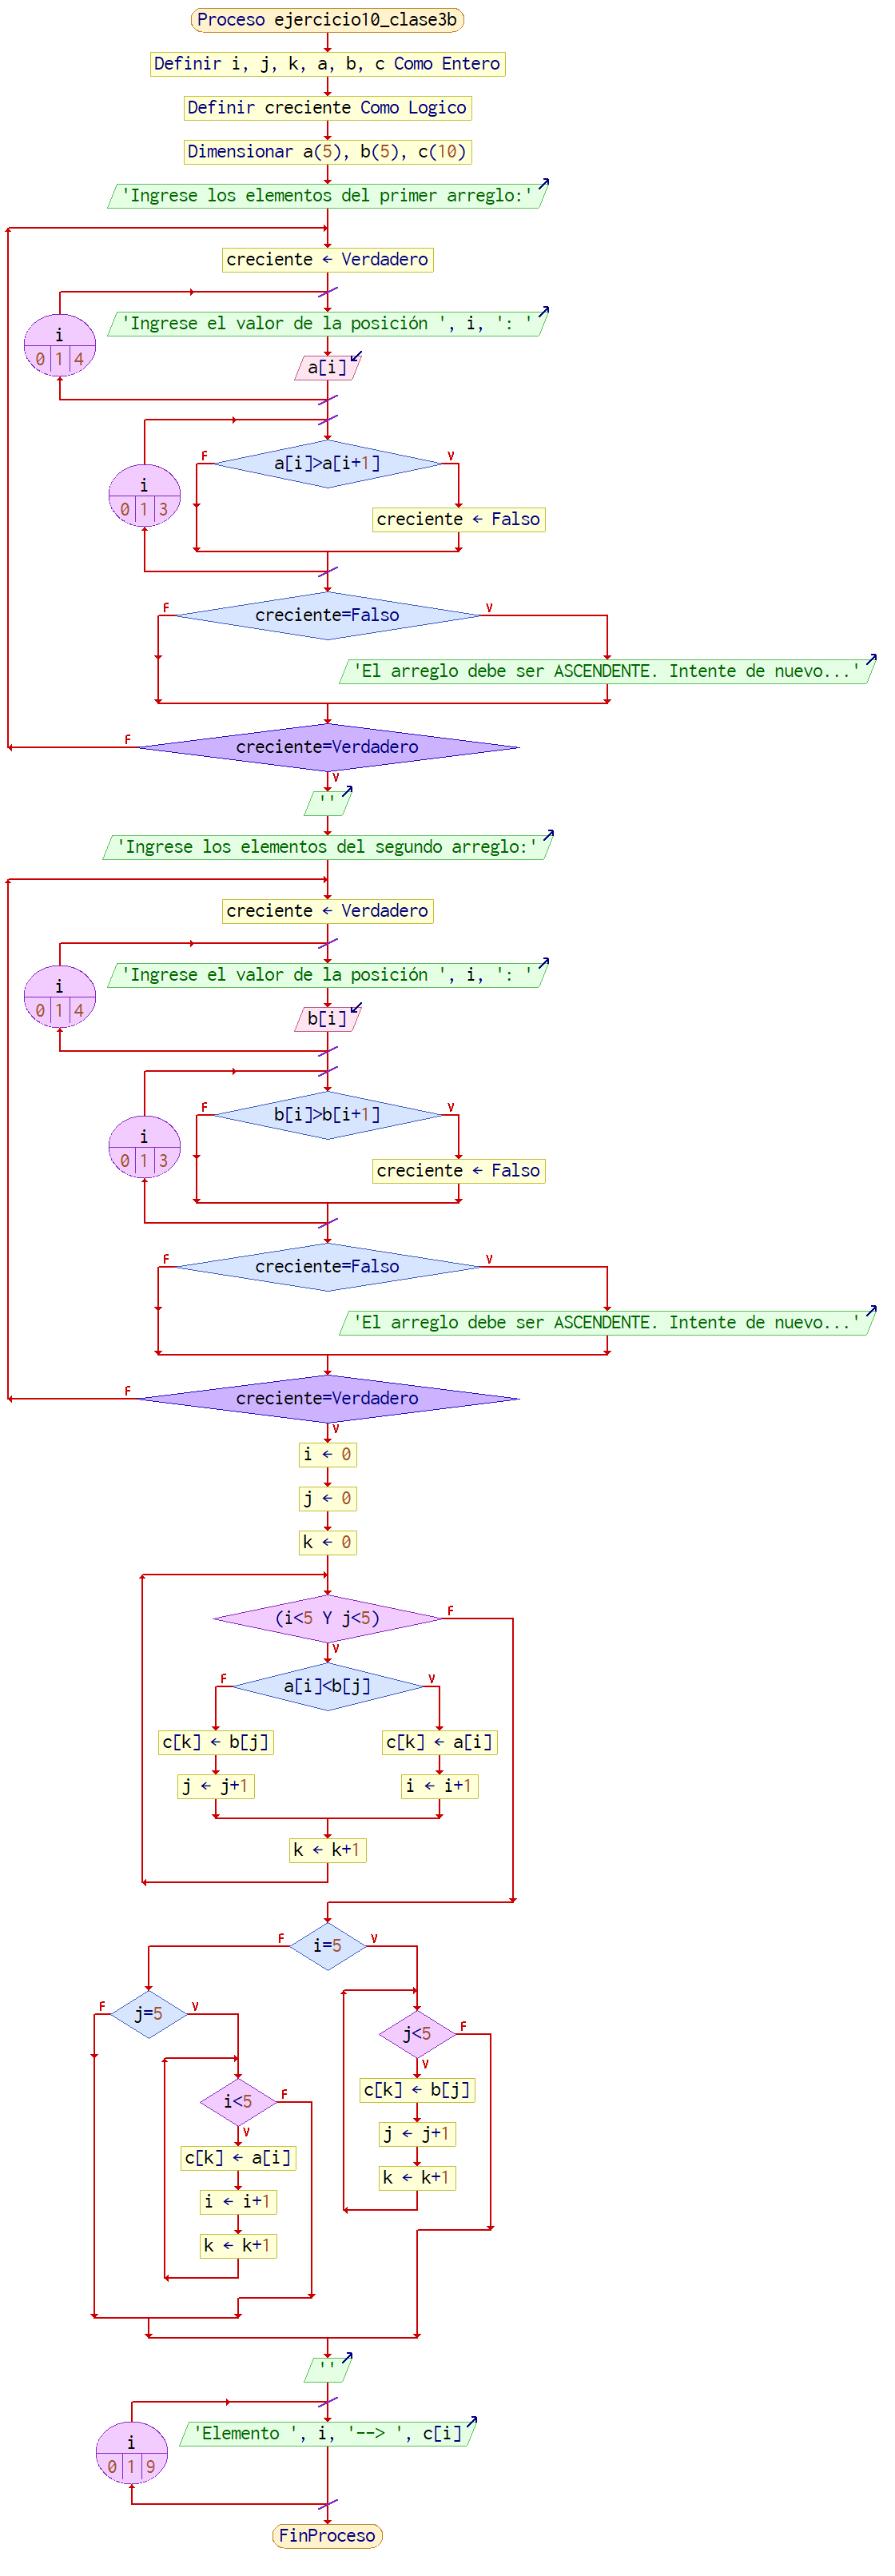 Proceso ejercicio10_clase3b
Definir i, j, k, a, b, c Como Entero
Definir creciente Como Logico
Dimensionar a(5), b(5), c(10)
'Ingrese los elementos del primer arreglo:'
creciente ← Verdadero
i
0 1 4
'Ingrese el valor de la posición ', i, ': '
a[i]
i
0 1 3
F
a[i]>a[i+1]
V
creciente ← Falso
F
creciente=Falso
V
'El arreglo debe ser ASCENDENTE. Intente de nuevo...'
F
creciente=Verdadero
V
''
'Ingrese los elementos del segundo arreglo:'
creciente ← Verdadero
i
0 1 4
'Ingrese el valor de la posición ', i, ': '
b[i]
i
0 1 3
F
b[i]>b[i+1]
V
creciente ← Falso
F
creciente=Falso
V
'El arreglo debe ser ASCENDENTE. Intente de nuevo...'
F
creciente=Verdadero
V
i ← 0
j ← 0
k ← 0
(i<5 Y j<5)
F
V
F
a[i]<b[j]
V
c[k] ← b[j]
c[k] ← a[i]
j ← j+1
i ← i+1
k ← k+1
F
i=5
V
F
j=5
V
j<5
F
V
i<5
F
V
c[k] ← b[j]
j ← j+1
k ← k+1
c[k] ← a[i]
i ← i+1
k ← k+1
''
i
0 1 9
'Elemento ', i, '--> ', c[i]
FinProceso